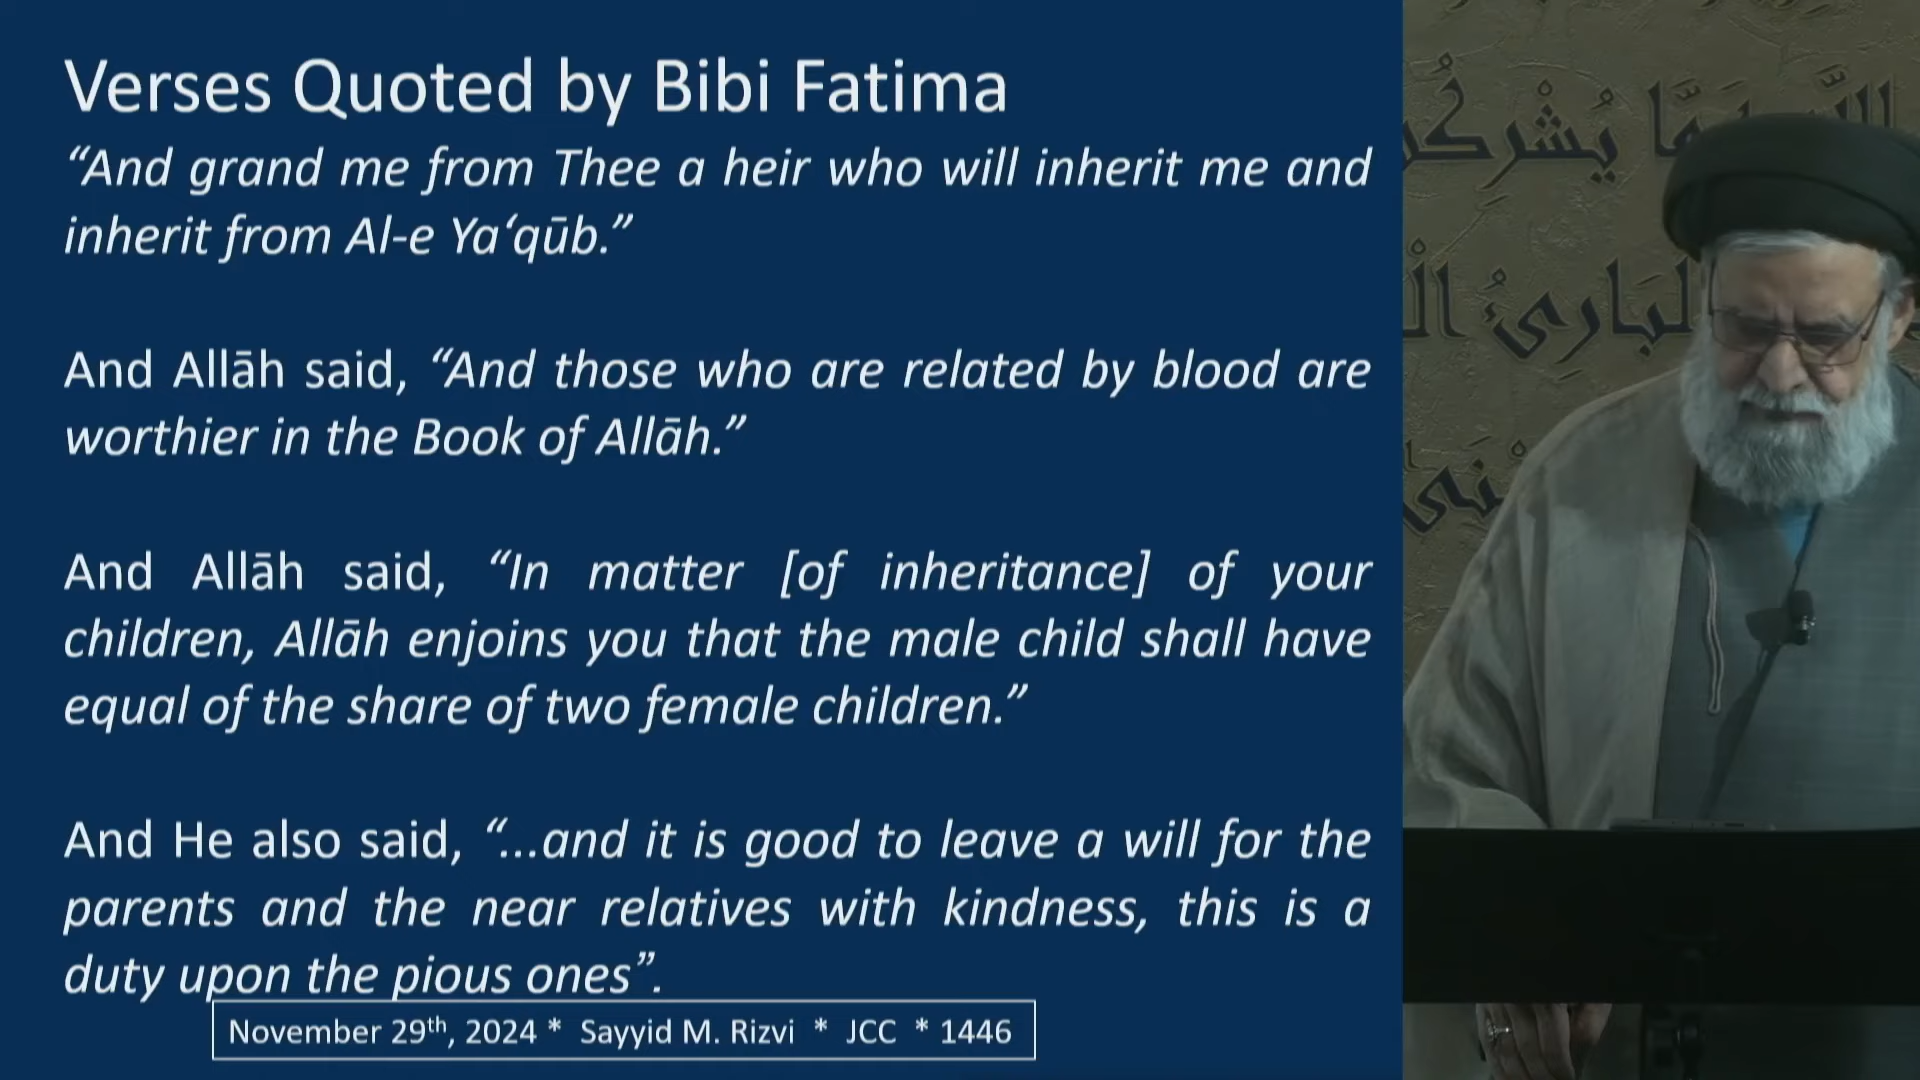 Verses Quoted by Bibi Fatima
“And grand me from Thee a heir who will inherit me and
inherit from Al-e Ya‘qūb.”
And Allāh said, “And those who are related by blood are
worthier in the Book of Allāh.”
And Allāh said, “In matter [of inheritance] of your
children, Allāh enjoins you that the male child shall have
equal of the share of two female children.”
And He also said, “...and it is good to leave a will for the
parents and the near relatives with kindness, this is a
duty upon the pious ones”.
November 29th, 2024 * Sayyid M. Rizvi * JCC * 1446
عَمَّا يُشْرِكُ
لبَارِئُ